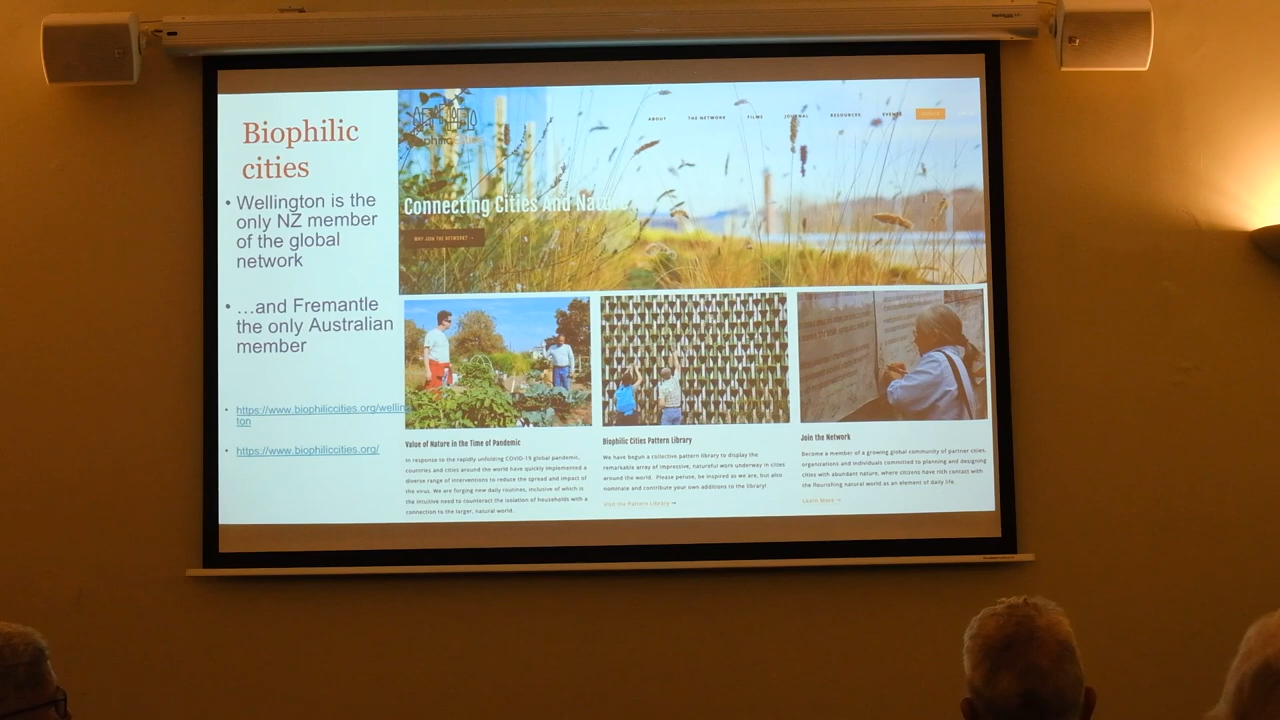 Biophilic
cities
• Wellington is the
only NZ member
of the global
network
• …and Fremantle
the only Australian
member
• https://www.biophiliccities.org/wellin
ton
• https://www.biophiliccities.org/
ABOUT THE NETWORK FILMS JOURNAL RESOURCES EVENTS
Connecting Cities And Nature
WHY JOIN THE NETWORK? →
Value of Nature in the Time of Pandemic
In response to the rapidly unfolding COVID-19 global pandemic,
countries and cities around the world have quickly implemented a
diverse range of interventions to reduce the spread and impact of
the virus. We are forging new daily routines, inclusive of which is
the intuitive need to counteract the isolation of households with a
connection to the larger, natural world.
Biophilic Cities Pattern Library
We have begun a collective pattern library to display the
remarkable array of impressive, natureful work underway in cities
around the world. Please peruse, be inspired as we are, but also
nominate and contribute your own additions to the library!
Visit the Pattern Library →
Join the Network
Become a member of a growing global community of partner cities,
organizations and individuals committed to planning and designing
cities with abundant nature, where citizens have rich contact with
the flourishing natural world as an element of daily life.
Learn More →